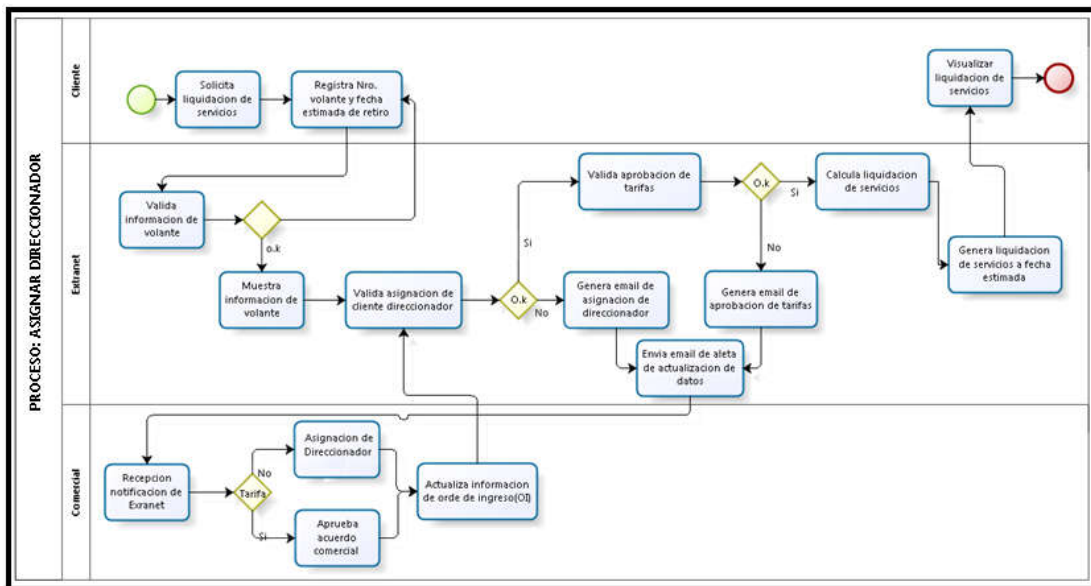 PROCESO: ASIGNAR DIRECCIONADOR
Cliente
Solicita
liquidacion de
servicios
Registra Nro.
volante y fecha
estimada de retiro
Visualizar
liquidacion de
servicios
Extranet
Valida
informacion de
volante
o.k
Muestra
informacion de
volante
Valida asignacion de
cliente direccionador
O.k
Si
No
Valida aprobacion de
tarifas
O.k
Si
No
Calcula liquidacion
de servicios
Genera liquidacion
de servicios a fecha
estimada
Genera email de
asignacion de
direccionador
Genera email de
aprobacion de tarifas
Envia email de aleta
de actualizacion de
datos
Comercial
Recepcion
notificacion de
Exranet
Tarifa
No
Si
Asignacion de
Direccionador
Aprueba
acuerdo
comercial
Actualiza informacion
de orde de ingreso(OI)